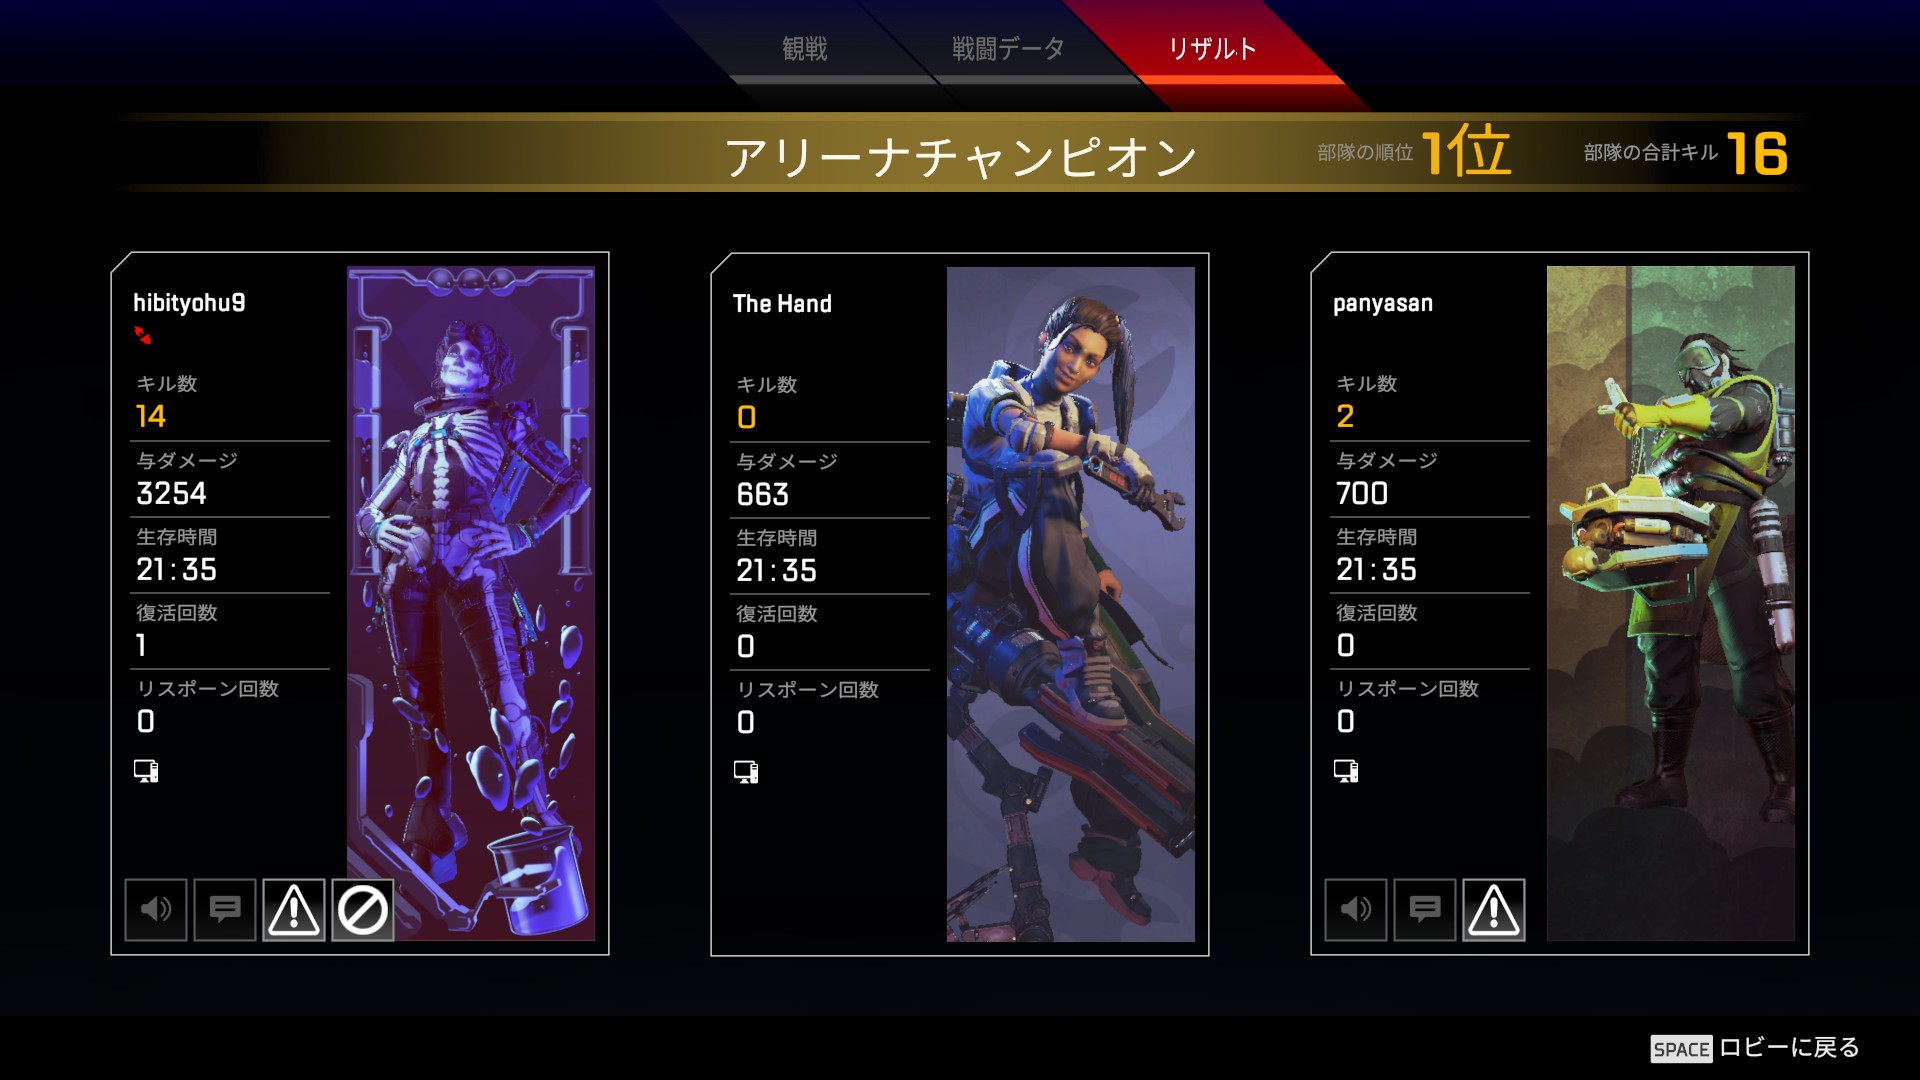 観戦
戦闘データ
リザルト
アリーナチャンピオン
部隊の順位 1位
部隊の合計キル 16
hibityohu9
キル数
14
与ダメージ
3254
生存時間
21:35
復活回数
1
リスポーン回数
0
The Hand
キル数
0
与ダメージ
663
生存時間
21:35
復活回数
0
リスポーン回数
0
panyasan
キル数
2
与ダメージ
700
生存時間
21:35
復活回数
0
リスポーン回数
0
SPACE ロビーに戻る